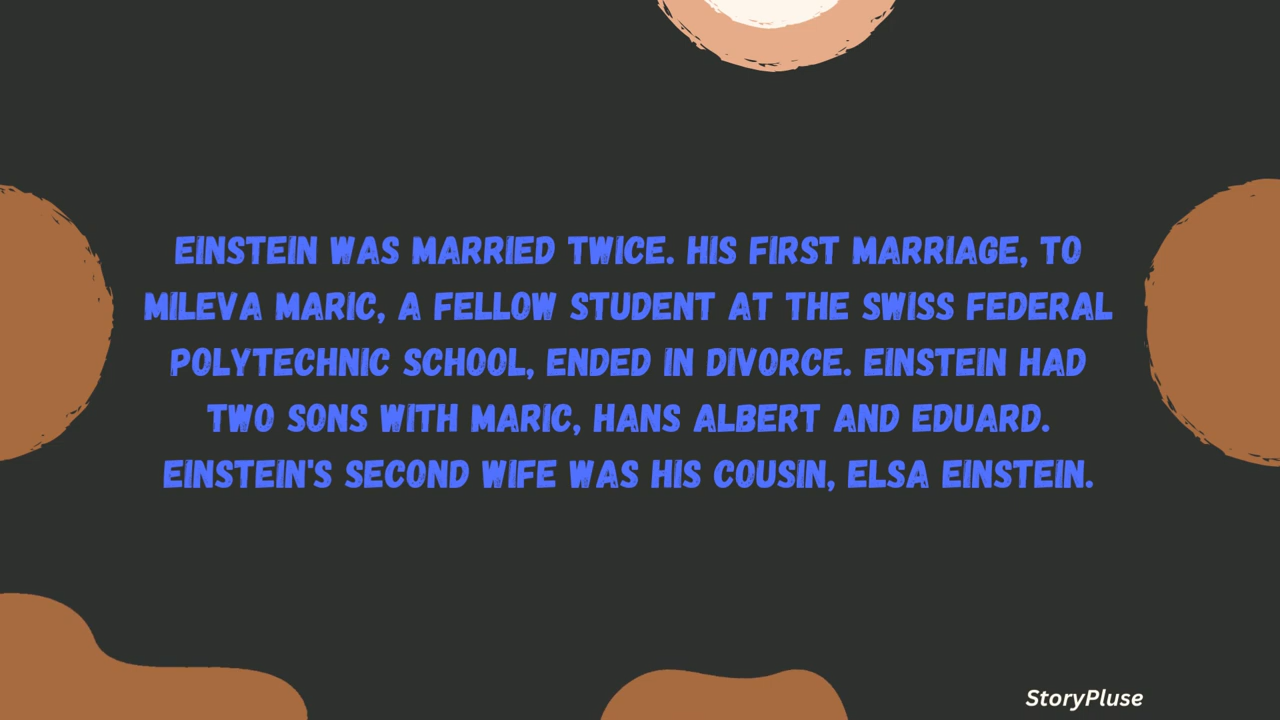 EINSTEIN WAS MARRIED TWICE. HIS FIRST MARRIAGE, TO
MILEVA MARIC, A FELLOW STUDENT AT THE SWISS FEDERAL
POLYTECHNIC SCHOOL, ENDED IN DIVORCE. EINSTEIN HAD
TWO SONS WITH MARIC, HANS ALBERT AND EDUARD.
EINSTEIN'S SECOND WIFE WAS HIS COUSIN, ELSA EINSTEIN.
StoryPluse